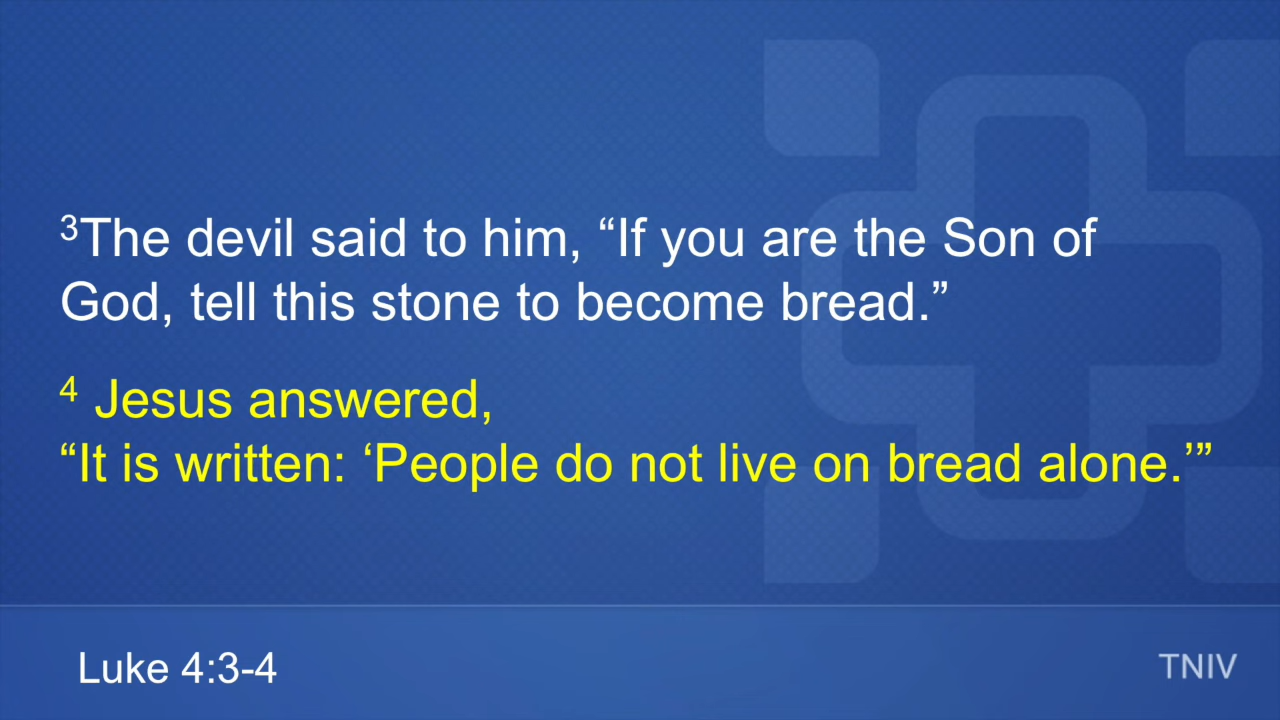 ³The devil said to him, “If you are the Son of
God, tell this stone to become bread.”
⁴ Jesus answered,
“It is written: ‘People do not live on bread alone.’”
Luke 4:3-4
TNIV